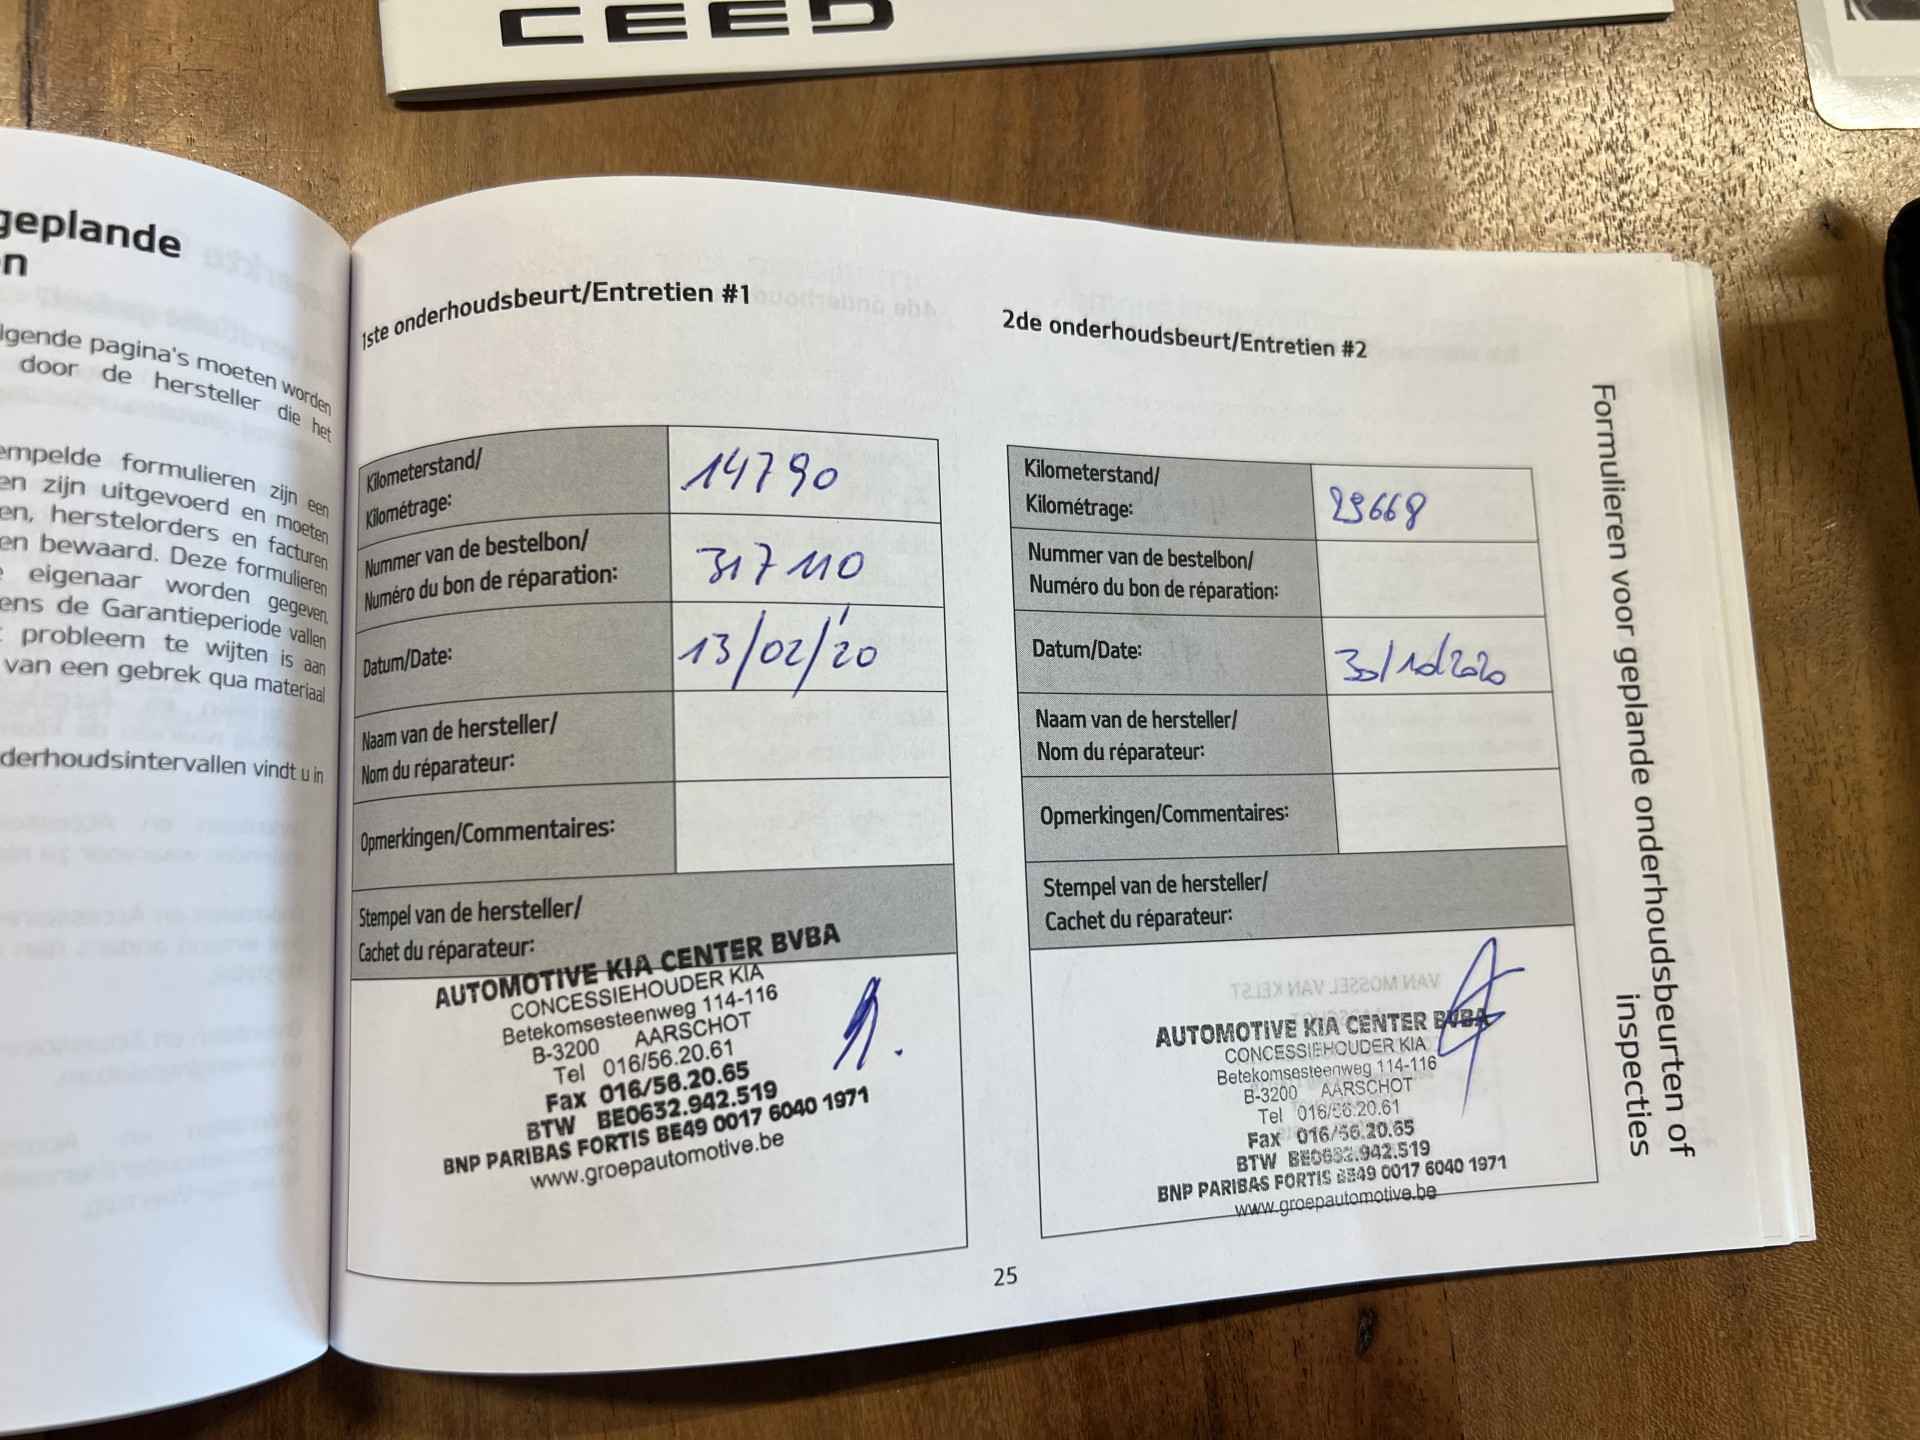 CEED
geplande
en
lgende pagina's moeten worden
door de hersteller die het
empelde formulieren zijn een
en zijn uitgevoerd en moeten
en, herstelorders en facturen
en bewaard. Deze formulieren
e eigenaar worden gegeven.
ens de Garantieperiode vallen
t probleem te wijten is aan
van een gebrek qua materiaal
derhoudsintervallen vindt u in
1ste onderhoudsbeurt/Entretien #1
Kilometerstand/
Kilométrage:
14790
Nummer van de bestelbon/
Numéro du bon de réparation:
317110
Datum/Date:
13/02/20
Naam van de hersteller/
Nom du réparateur:
Opmerkingen/Commentaires:
Stempel van de hersteller/
Cachet du réparateur:
AUTOMOTIVE KIA CENTER BVBA
CONCESSIEHOUDER KIA
Betekomsesteenweg 114-116
B-3200 AARSCHOT
Tel 016/56.20.61
Fax 016/56.20.65
BTW BE0632.942.519
BNP PARIBAS FORTIS BE49 0017 6040 1971
www.groepautomotive.be
2de onderhoudsbeurt/Entretien #2
Kilometerstand/
Kilométrage:
29668
Nummer van de bestelbon/
Numéro du bon de réparation:
Datum/Date:
30/10/2020
Naam van de hersteller/
Nom du réparateur:
Opmerkingen/Commentaires:
Stempel van de hersteller/
Cachet du réparateur:
VAN MOSSEL VAN KELST
AUTOMOTIVE KIA CENTER BVBA
CONCESSIEHOUDER KIA
Betekomsesteenweg 114-116
B-3200 AARSCHOT
Tel 016/56.20.61
Fax 016/56.20.65
BTW BE0632.942.519
BNP PARIBAS FORTIS BE49 0017 6040 1971
www.groepautomotive.be
Formulieren voor geplande onderhoudsbeurten of
inspecties
25